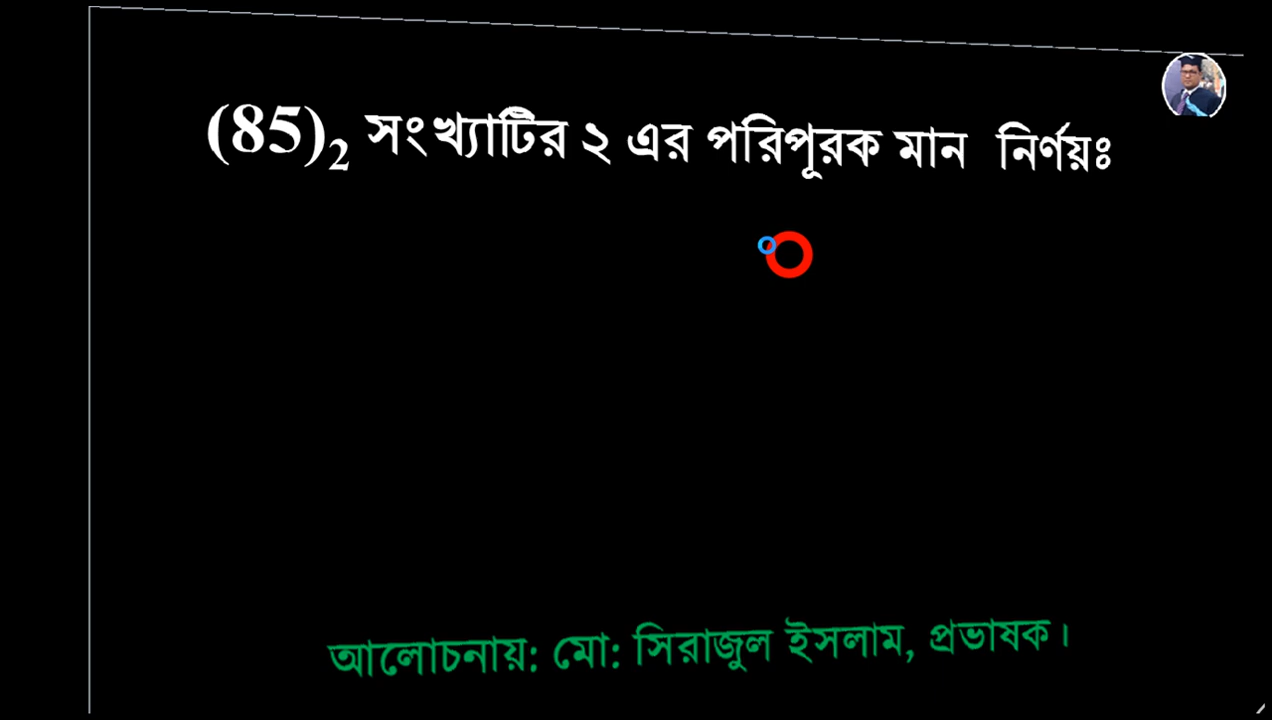 (85)₂ সংখ্যাটির ২ এর পরিপূরক মান নির্ণয়ঃ
আলোচনায়: মো: সিরাজুল ইসলাম, প্রভাষক।